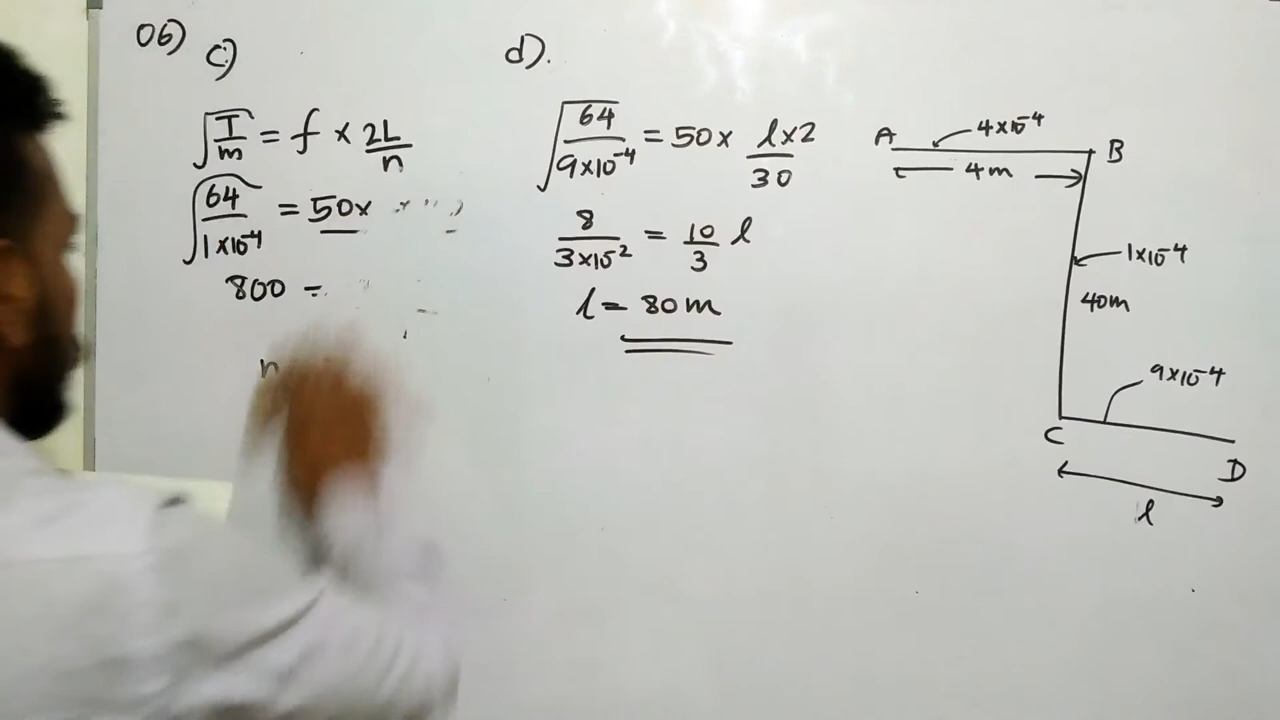 06) c)
√(T/m) = f × 2L/n
√(64/1×10⁻⁴) = 50×
800 =
n
d).
√(64/9×10⁻⁴) = 50× l×2/30
8/3×10⁻² = 10/3 l
l = 80m
A
4×10⁻⁴
B
4m
1×10⁻⁴
40m
9×10⁻⁴
C
D
l